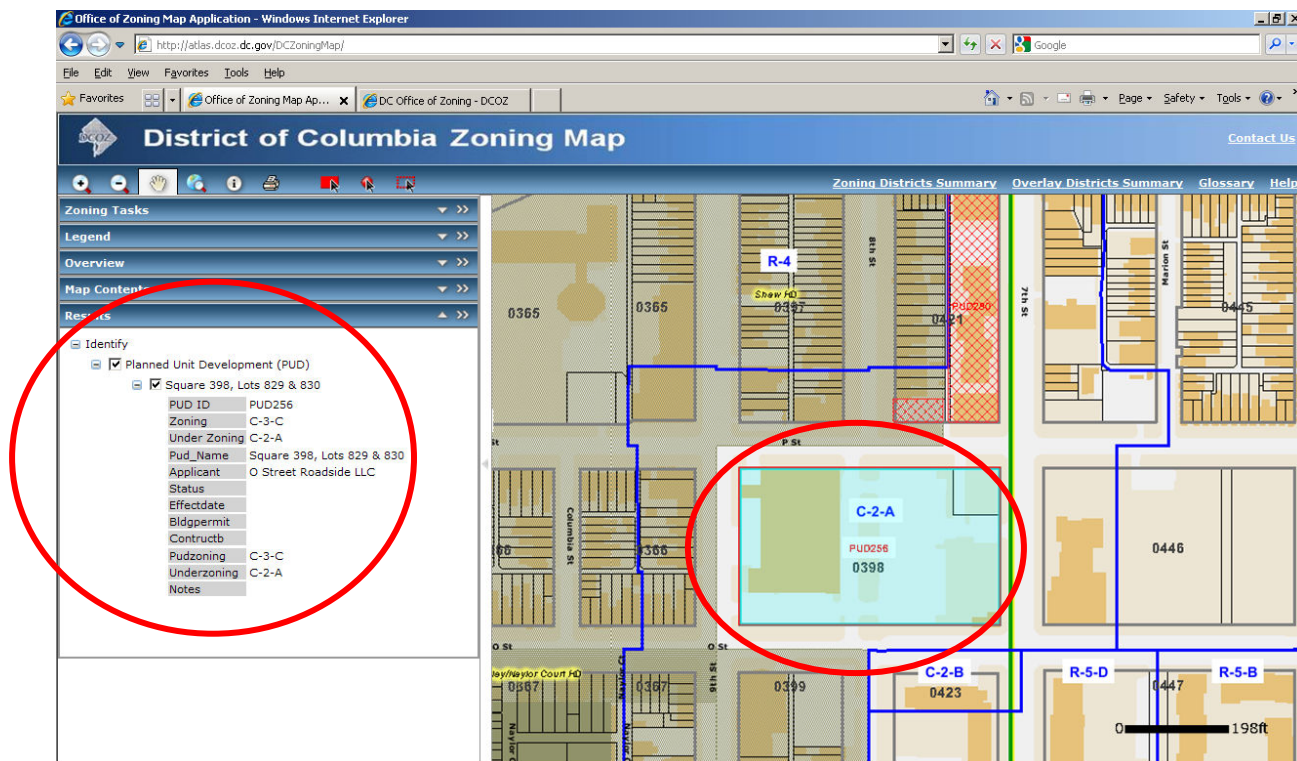 Office of Zoning Map Application - Windows Internet Explorer
http://atlas.dcoz.dc.gov/DCZoningMap/
Google
File Edit View Favorites Tools Help
Favorites
Office of Zoning Map Ap... X
DC Office of Zoning - DCOZ
Page Safety Tools
DCOZ
District of Columbia Zoning Map
Contact Us
Zoning Districts Summary Overlay Districts Summary Glossary Help
Zoning Tasks
Legend
Overview
Map Contents
Results
Identify
Planned Unit Development (PUD)
Square 398, Lots 829 & 830
PUD ID PUD256
Zoning C-3-C
Under Zoning C-2-A
Pud_Name Square 398, Lots 829 & 830
Applicant O Street Roadside LLC
Status
Effectdate
Bldgpermit
Contructb
Pudzoning C-3-C
Underzoning C-2-A
Notes
R-4
8th St
Marion St
Shaw HD
7th St
0365
0365
0397
0421
PUD280
0445
P St
Columbia St
C-2-A
0366
PUD256
0398
0446
O St
O St
Naylor Ct
9th St
0367
0367
0399
C-2-B
0423
R-5-D
0447
R-5-B
0
198ft